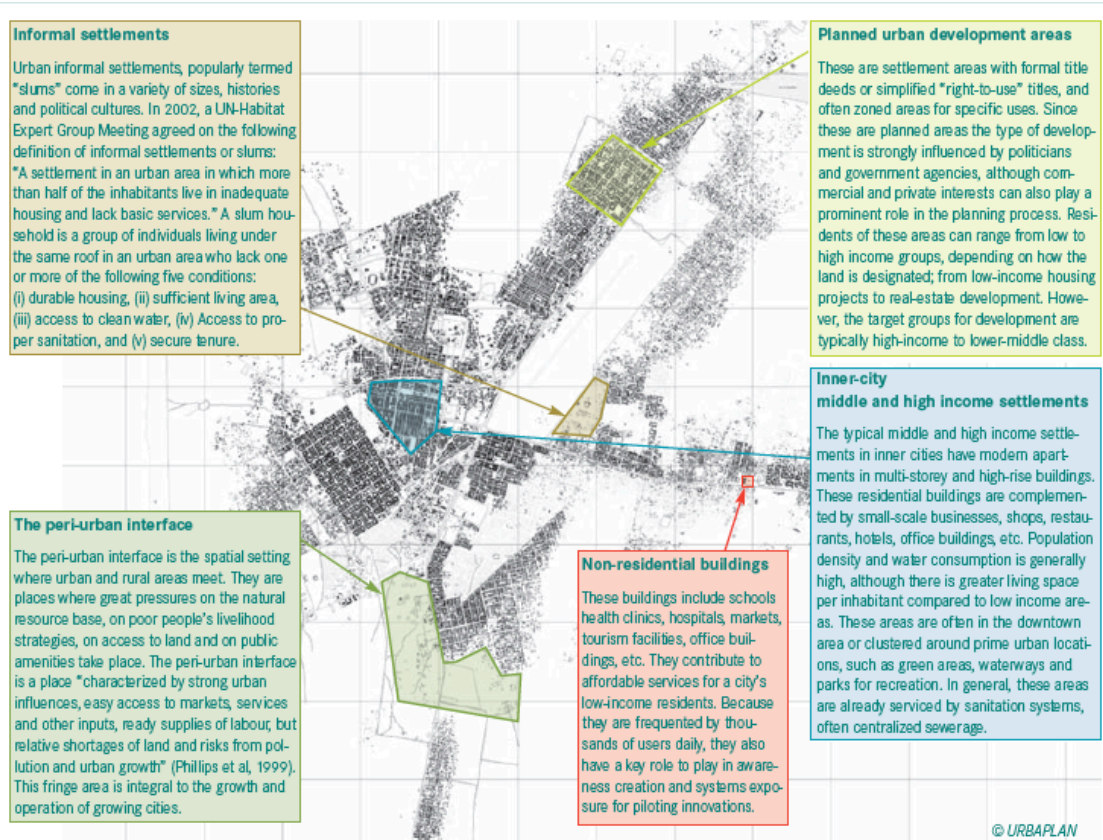 Informal settlements
Urban informal settlements, popularly termed
"slums" come in a variety of sizes, histories
and political cultures. In 2002, a UN-Habitat
Expert Group Meeting agreed on the following
definition of informal settlements or slums:
"A settlement in an urban area in which more
than half of the inhabitants live in inadequate
housing and lack basic services." A slum hou-
sehold is a group of individuals living under
the same roof in an urban area who lack one
or more of the following five conditions:
(i) durable housing, (ii) sufficient living area,
(iii) access to clean water, (iv) Access to pro-
per sanitation, and (v) secure tenure.
Planned urban development areas
These are settlement areas with formal title
deeds or simplified "right-to-use" titles, and
often zoned areas for specific uses. Since
these are planned areas the type of develop-
ment is strongly influenced by politicians
and government agencies, although com-
mercial and private interests can also play a
prominent role in the planning process. Resi-
dents of these areas can range from low to
high income groups, depending on how the
land is designated; from low-income housing
projects to real-estate development. Howe-
ver, the target groups for development are
typically high-income to lower-middle class.
Inner-city
middle and high income settlements
The typical middle and high income settle-
ments in inner cities have modern apart-
ments in multi-storey and high-rise buildings.
These residential buildings are complemen-
ted by small-scale businesses, shops, restau-
rants, hotels, office buildings, etc. Population
density and water consumption is generally
high, although there is greater living space
per inhabitant compared to low income are-
as. These areas are often in the downtown
area or clustered around prime urban locati-
ons, such as green areas, waterways and
parks for recreation. In general, these areas
are already serviced by sanitation systems,
often centralized sewerage.
The peri-urban interface
The peri-urban interface is the spatial setting
where urban and rural areas meet. They are
places where great pressures on the natural
resource base, on poor people's livelihood
strategies, on access to land and on public
amenities take place. The peri-urban interface
is a place "characterized by strong urban
influences, easy access to markets, services
and other inputs, ready supplies of labour, but
relative shortages of land and risks from pol-
lution and urban growth" (Phillips et al, 1999).
This fringe area is integral to the growth and
operation of growing cities.
Non-residential buildings
These buildings include schools
health clinics, hospitals, markets,
tourism facilities, office buil-
dings, etc. They contribute to
affordable services for a city's
low-income residents. Because
they are frequented by thou-
sands of users daily, they also
have a key role to play in aware-
ness creation and systems expo-
sure for piloting innovations.
© URBAPLAN